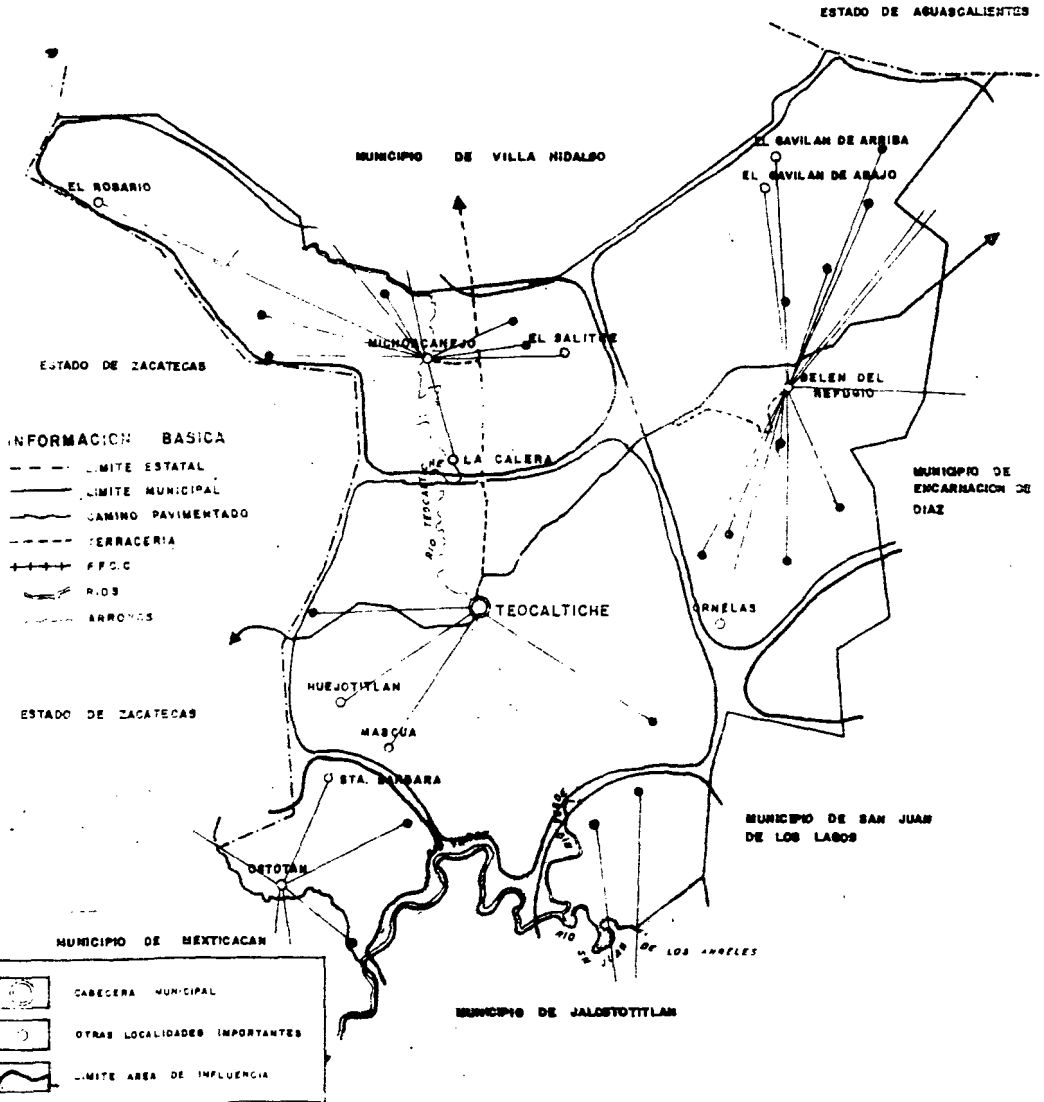 ESTADO DE AGUASCALIENTES
EL GAVILAN DE ARRIBA
MUNICIPIO DE VILLA HIDALGO
EL GAVILAN DE ABAJO
EL ROSARIO
MICHOACANEJO
EL SALITRE
ESTADO DE ZACATECAS
BELEN DEL
REFUGIO
INFORMACION BASICA
LIMITE ESTATAL
LIMITE MUNICIPAL
CAMINO PAVIMENTADO
TERRACERIA
F.F.C.C
RIOS
ARROYOS
LA CALERA
MUNICIPIO DE
ENCARNACION DE
DIAZ
RIO TEOCALTICHE
TEOCALTICHE
ORNELAS
HUEJOTITLAN
ESTADO DE ZACATECAS
MASCUA
STA. BARBARA
MUNICIPIO DE SAN JUAN
DE LOS LAGOS
RIO VERDE
VERDE
OSTOTAN
RIO
SN JUAN
DE LOS
MUNICIPIO DE MEXTICACAN
MUNICIPIO DE JALOSTOTITLAN
CABECERA MUNICIPAL
OTRAS LOCALIDADES IMPORTANTES
LIMITE AREA DE INFLUENCIA